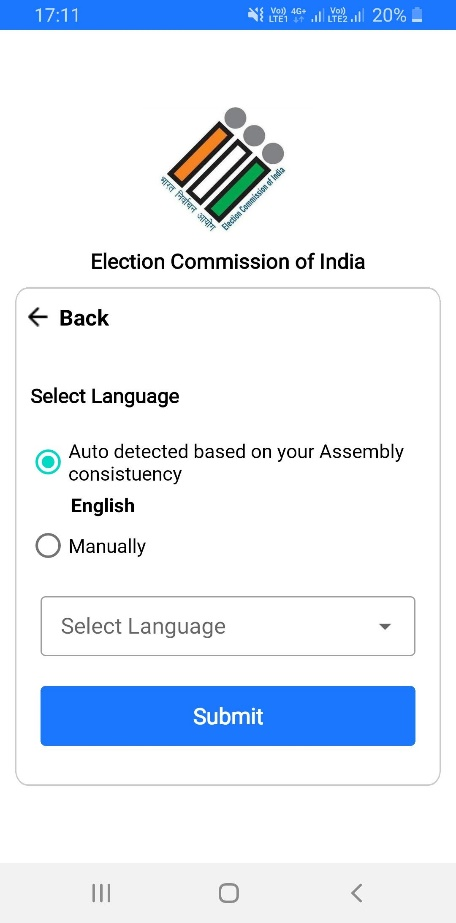 17:11
Vo)) 4G+ Vo)) 20%
LTE1 LTE2
भारत निर्वाचन आयोग
Election Commission of India
Election Commission of India
Back
Select Language
Auto detected based on your Assembly
consistuency
English
Manually
Select Language
Submit